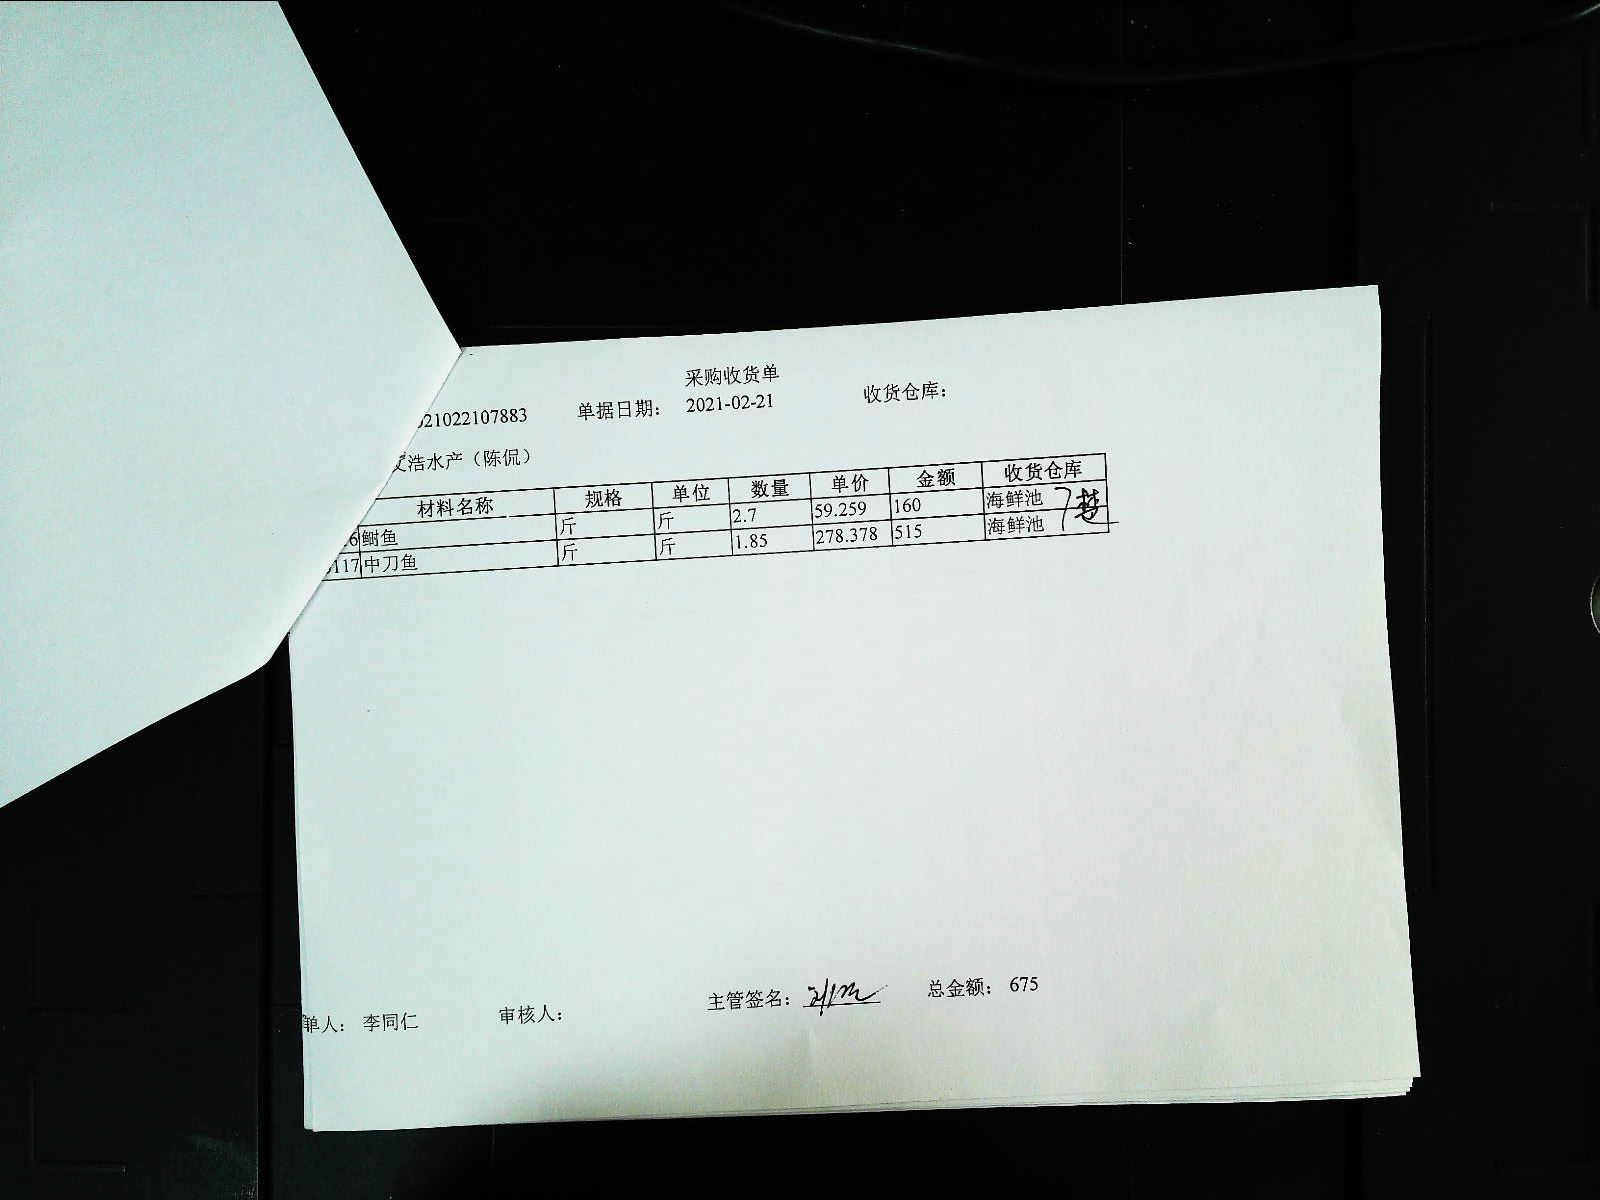 采购收货单
21022107883 单据日期： 2021-02-21 收货仓库：
浩水产（陈侃）
材料名称 规格 单位 数量 单价 金额 收货仓库
6 鲥鱼 斤 斤 2.7 59.259 160 海鲜池
117 中刀鱼 斤 斤 1.85 278.378 515 海鲜池
单人： 李同仁 审核人： 主管签名： 总金额： 675